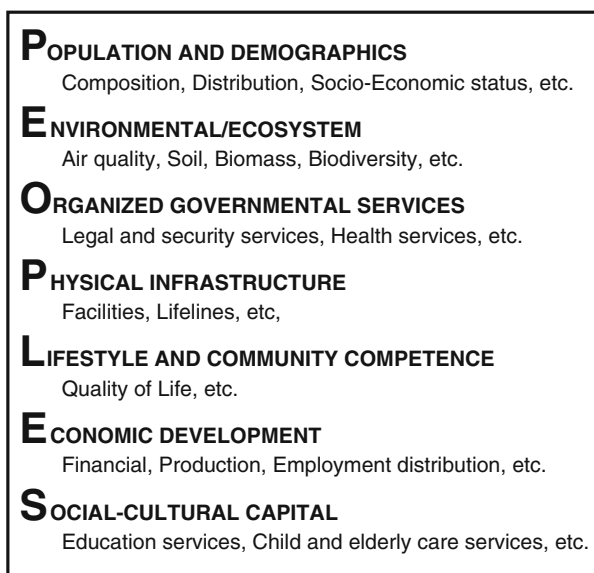 POPULATION AND DEMOGRAPHICS
Composition, Distribution, Socio-Economic status, etc.
ENVIRONMENTAL/ECOSYSTEM
Air quality, Soil, Biomass, Biodiversity, etc.
ORGANIZED GOVERNMENTAL SERVICES
Legal and security services, Health services, etc.
PHYSICAL INFRASTRUCTURE
Facilities, Lifelines, etc,
LIFESTYLE AND COMMUNITY COMPETENCE
Quality of Life, etc.
ECONOMIC DEVELOPMENT
Financial, Production, Employment distribution, etc.
SOCIAL-CULTURAL CAPITAL
Education services, Child and elderly care services, etc.